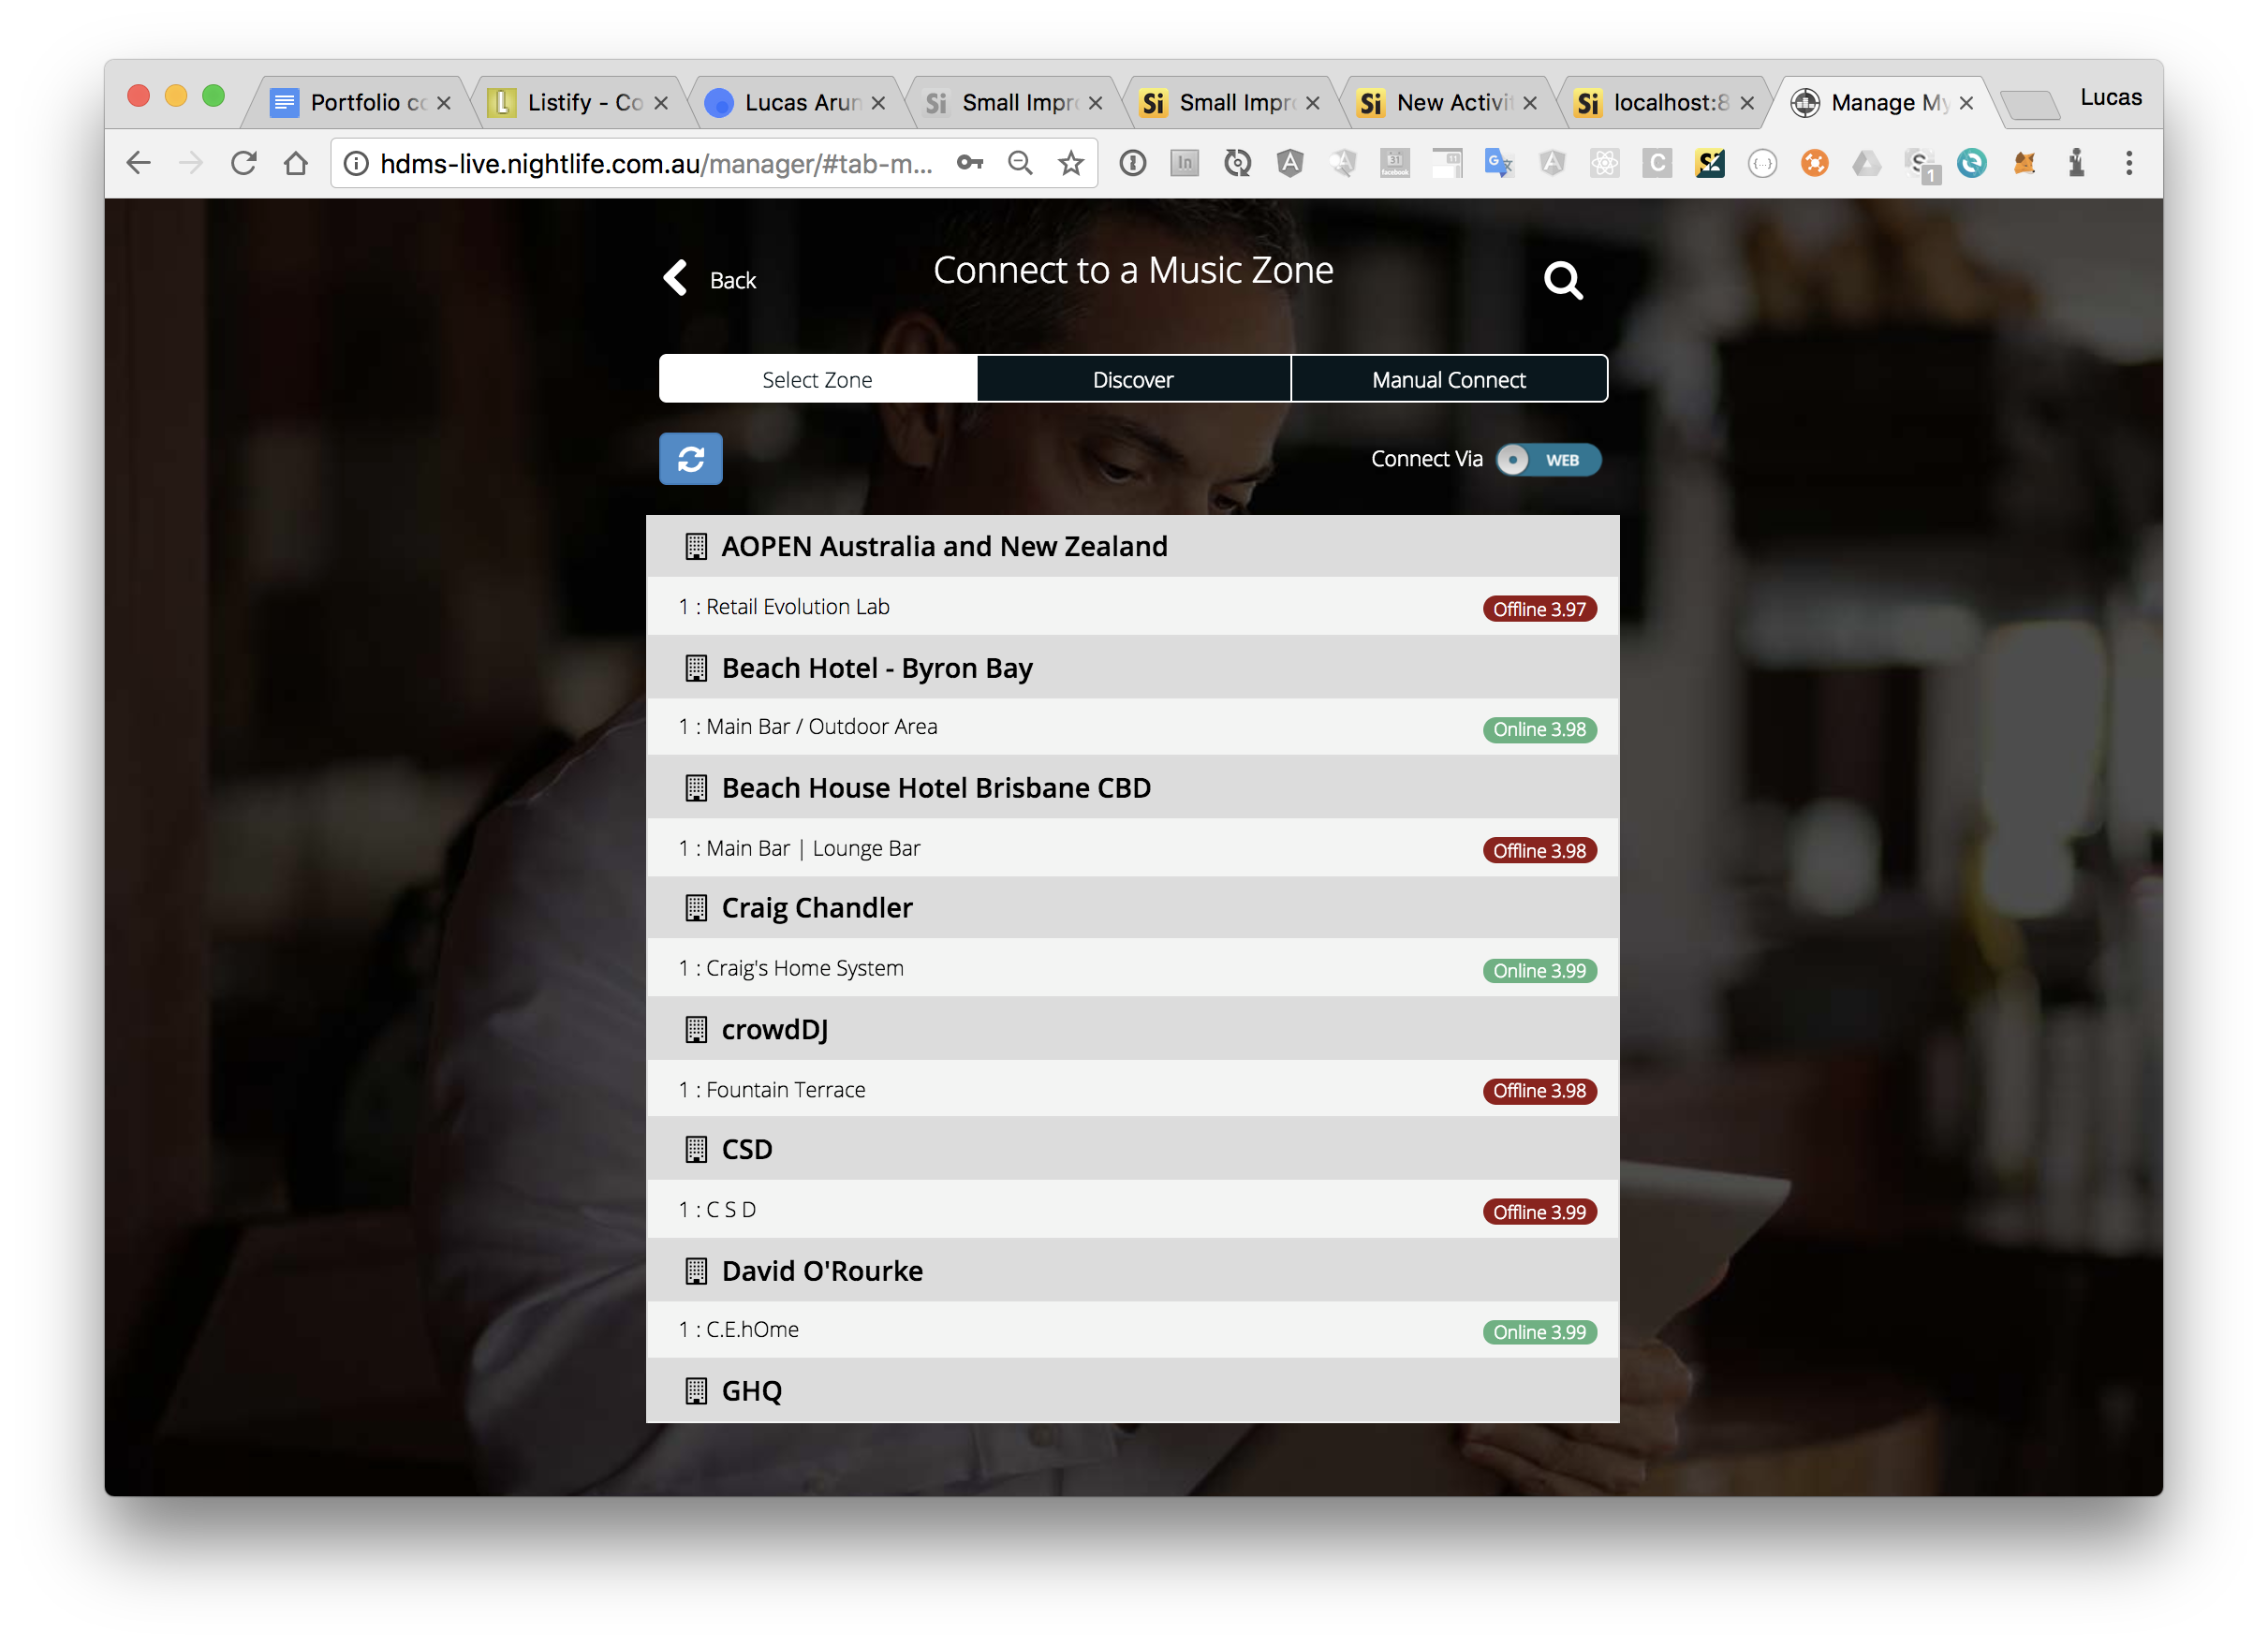 Portfolio co
Listify - Co
Lucas Arun
Small Impro
Small Impro
New Activit
localhost:8
Manage My
Lucas
hdms-live.nightlife.com.au/manager/#tab-m...
Back
Connect to a Music Zone
Select Zone
Discover
Manual Connect
Connect Via
WEB
AOPEN Australia and New Zealand
1 : Retail Evolution Lab
Offline 3.97
Beach Hotel - Byron Bay
1 : Main Bar / Outdoor Area
Online 3.98
Beach House Hotel Brisbane CBD
1 : Main Bar | Lounge Bar
Offline 3.98
Craig Chandler
1 : Craig's Home System
Online 3.99
crowdDJ
1 : Fountain Terrace
Offline 3.98
CSD
1 : C S D
Offline 3.99
David O'Rourke
1 : C.E.hOme
Online 3.99
GHQ